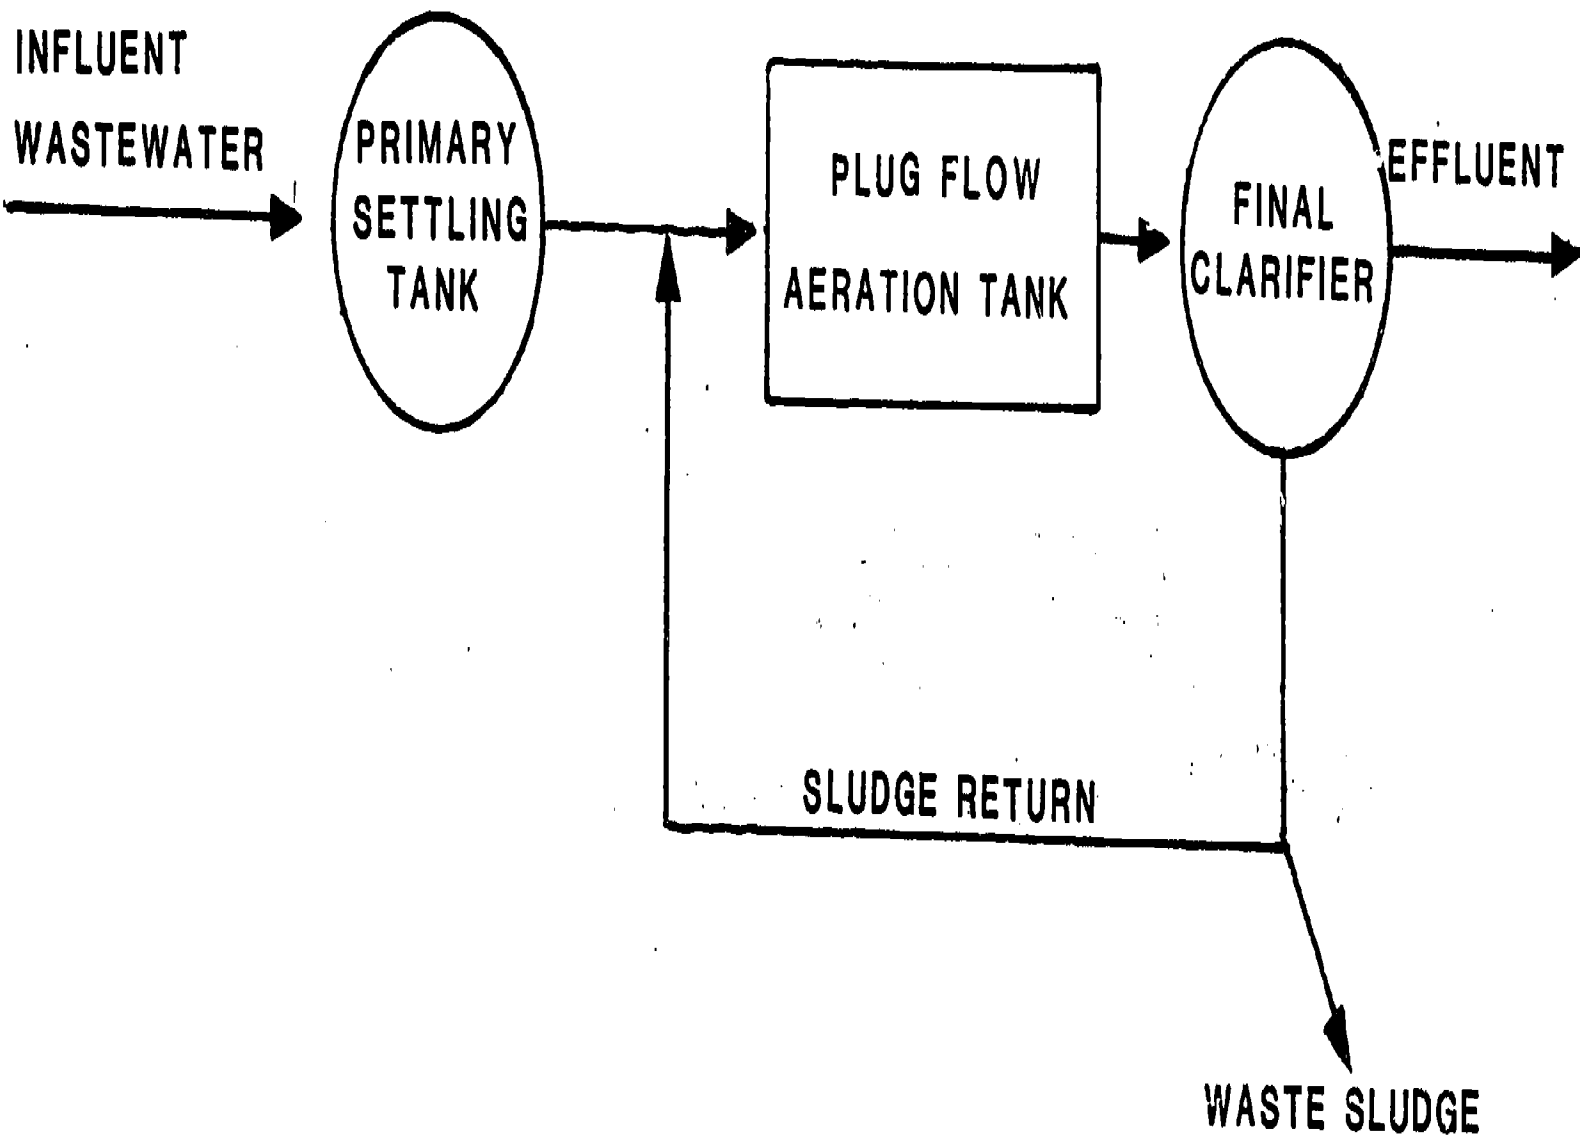 INFLUENT
WASTEWATER
PRIMARY
SETTLING
TANK
PLUG FLOW
AERATION TANK
FINAL
CLARIFIER
EFFLUENT
SLUDGE RETURN
WASTE SLUDGE